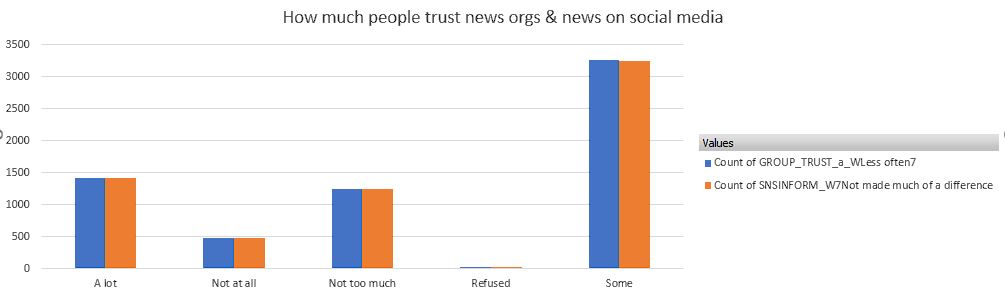 How much people trust news orgs & news on social media
3500
3000
2500
2000
1500
1000
500
0
A lot
Not at all
Not too much
Refused
Some
Values
Count of GROUP_TRUST_a_WLess often7
Count of SNSINFORM_W7Not made much of a difference